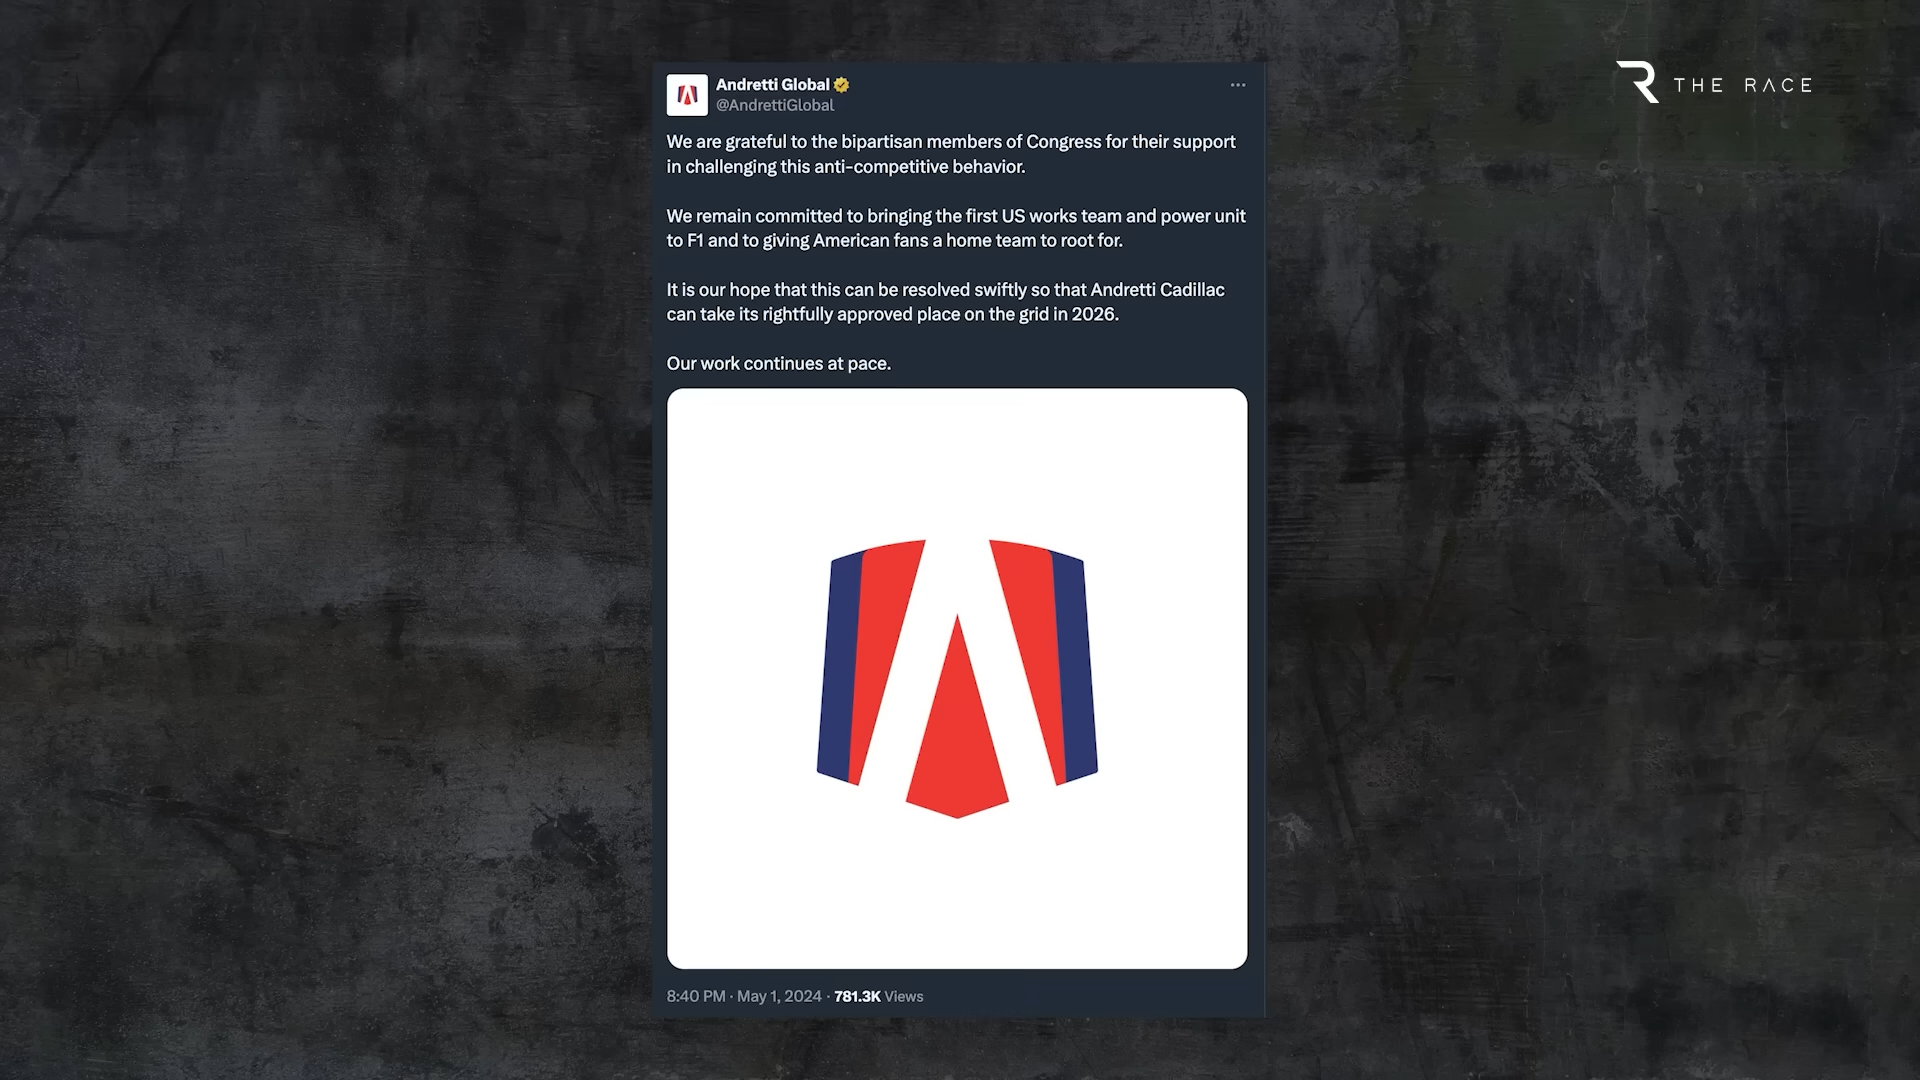 Andretti Global
@AndrettiGlobal
THE RACE
We are grateful to the bipartisan members of Congress for their support
in challenging this anti-competitive behavior.
We remain committed to bringing the first US works team and power unit
to F1 and to giving American fans a home team to root for.
It is our hope that this can be resolved swiftly so that Andretti Cadillac
can take its rightfully approved place on the grid in 2026.
Our work continues at pace.
8:40 PM · May 1, 2024 · 781.3K Views